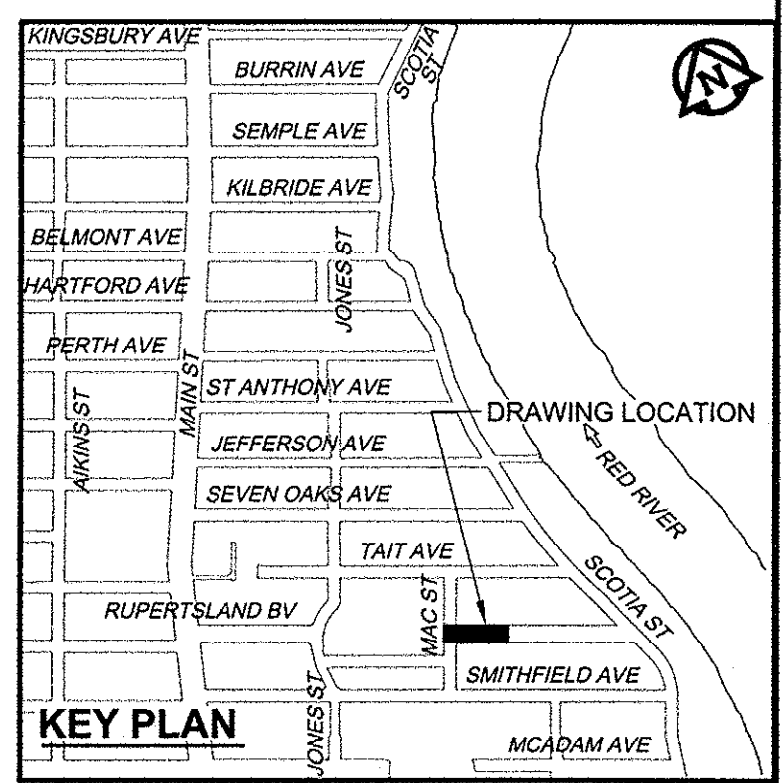 KINGSBURY AVE
BURRIN AVE
SCOTIA
ST
N
SEMPLE AVE
KILBRIDE AVE
BELMONT AVE
JONES ST
HARTFORD AVE
PERTH AVE
MAIN ST
ST ANTHONY AVE
AIKINS ST
DRAWING LOCATION
JEFFERSON AVE
RED RIVER
SEVEN OAKS AVE
TAIT AVE
SCOTIA ST
MAC ST
RUPERTSLAND BV
SMITHFIELD AVE
KEY PLAN
JONES ST
MCADAM AVE